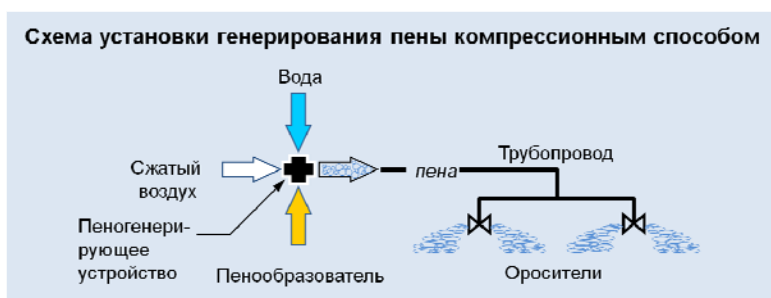 Схема установки генерирования пены компрессионным способом
Вода
Сжатый
воздух
пена
Трубопровод
Пеногенери-
рующее
устройство
Пенообразователь
Оросители